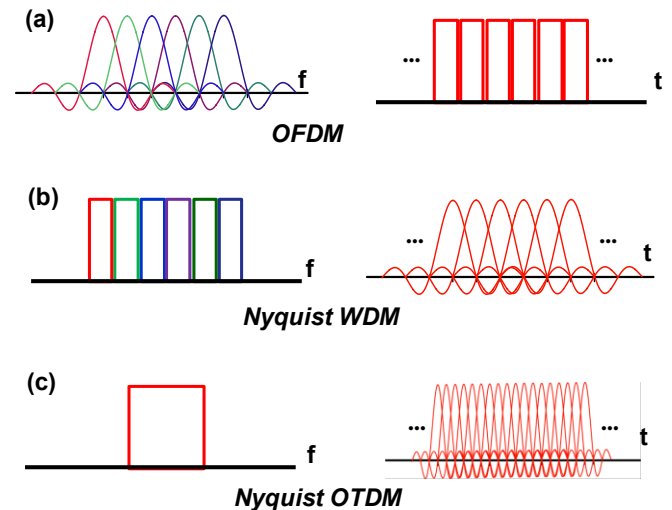 (a)
f
... ...
t
OFDM
(b)
f
... ...
t
Nyquist WDM
(c)
f
... ...
t
Nyquist OTDM